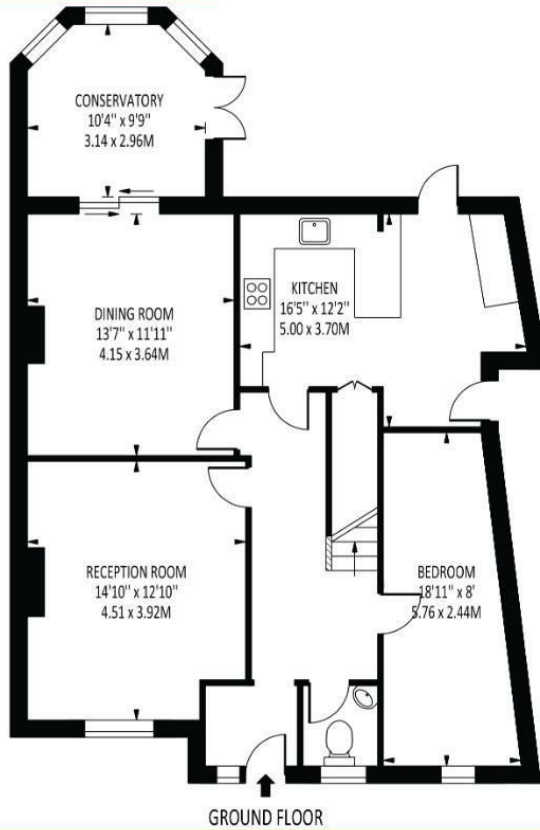 CONSERVATORY
10'4" x 9'9"
3.14 x 2.96M
DINING ROOM
13'7" x 11'11"
4.15 x 3.64M
KITCHEN
16'5" x 12'2"
5.00 x 3.70M
RECEPTION ROOM
14'10" x 12'10"
4.51 x 3.92M
BEDROOM
18'11" x 8'
5.76 x 2.44M
GROUND FLOOR